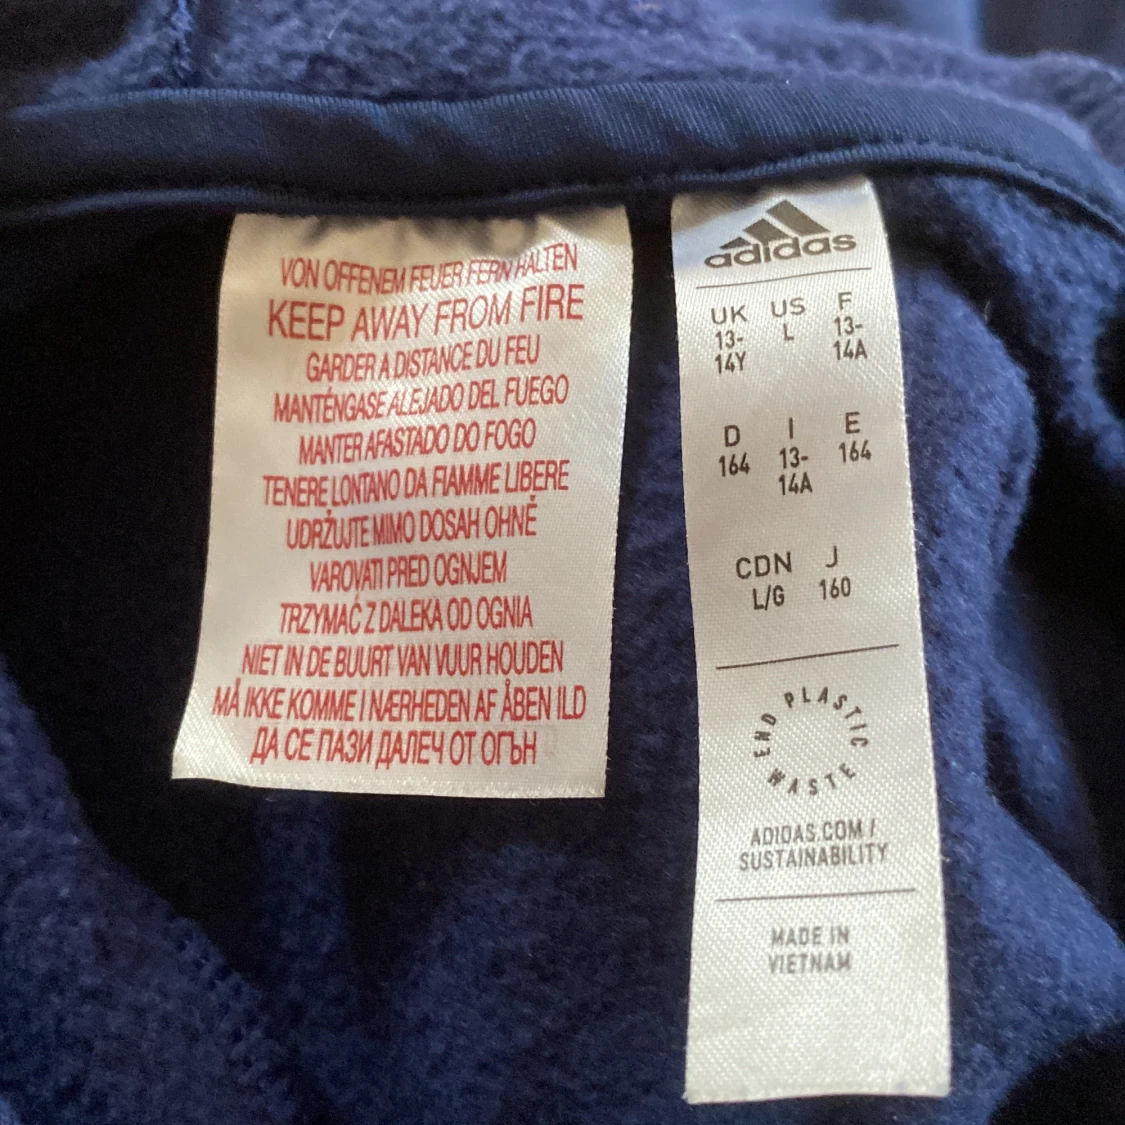 VON OFFENEM FEUER FERN HALTEN
KEEP AWAY FROM FIRE
GARDER A DISTANCE DU FEU
MANTÉNGASE ALEJADO DEL FUEGO
MANTER AFASTADO DO FOGO
TENERE LONTANO DA FIAMME LIBERE
UDRŽUJTE MIMO DOSAH OHNĚ
VAROVATI PRED OGNJEM
TRZYMAĆ Z DALEKA OD OGNIA
NIET IN DE BUURT VAN VUUR HOUDEN
MÅ IKKE KOMME I NÆRHEDEN AF ÅBEN ILD
ДА СЕ ПАЗИ ДАЛЕЧ ОТ ОГЪН
adidas
UK US F
13- L 13-
14Y 14A
D I E
164 13- 164
14A
CDN J
L/G 160
END PLASTIC WASTE
ADIDAS.COM /
SUSTAINABILITY
MADE IN
VIETNAM